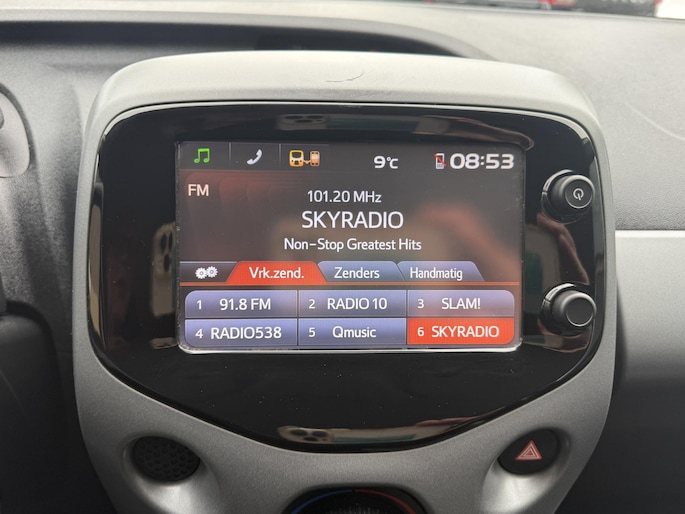 9°C 08:53
FM
101.20 MHz
SKYRADIO
Non-Stop Greatest Hits
Vrk.zend. Zenders Handmatig
1 91.8 FM 2 RADIO 10 3 SLAM!
4 RADIO538 5 Qmusic 6 SKYRADIO